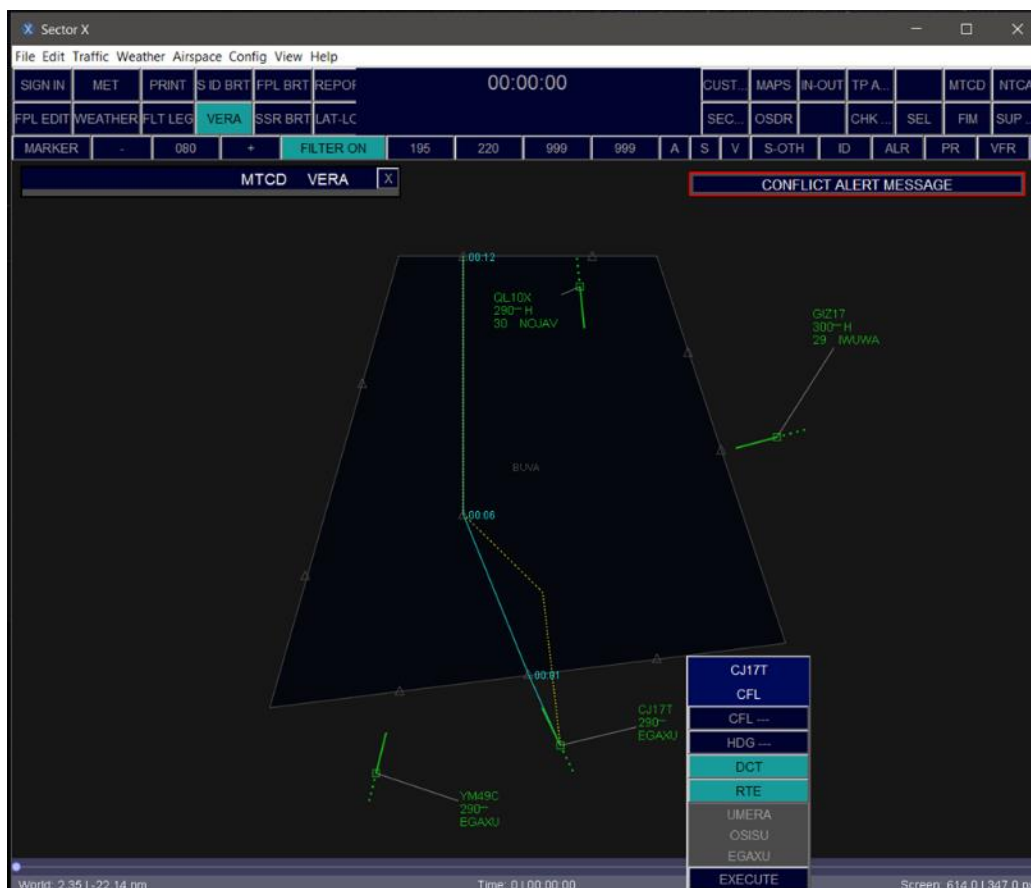 Sector X
File Edit Traffic Weather Airspace Config View Help
SIGN IN MET PRINT S ID BRT FPL BRT REPOR 00:00:00 CUST... MAPS IN-OUT TP A... MTCD NTCA
FPL EDIT WEATHER FLT LEG VERA SSR BRT LAT-LO SEC... OSDR CHK ... SEL FIM SUP ...
MARKER - 080 + FILTER ON 195 220 999 999 A S V S-OTH ID ALR PR VFR
MTCD VERA X
CONFLICT ALERT MESSAGE
00:12
QL10X
290 H
30 NOJAV
GIZ17
300 H
29 IWUWA
BUVA
00:06
00:01
CJ17T
290
EGAXU
YM49C
290
EGAXU
CJ17T
CFL
CFL ---
HDG ---
DCT
RTE
UMERA
OSISU
EGAXU
EXECUTE
World: 2.35 | -22.14 nm Time: 0 | 00:00:00 Screen: 614.0 | 347.0